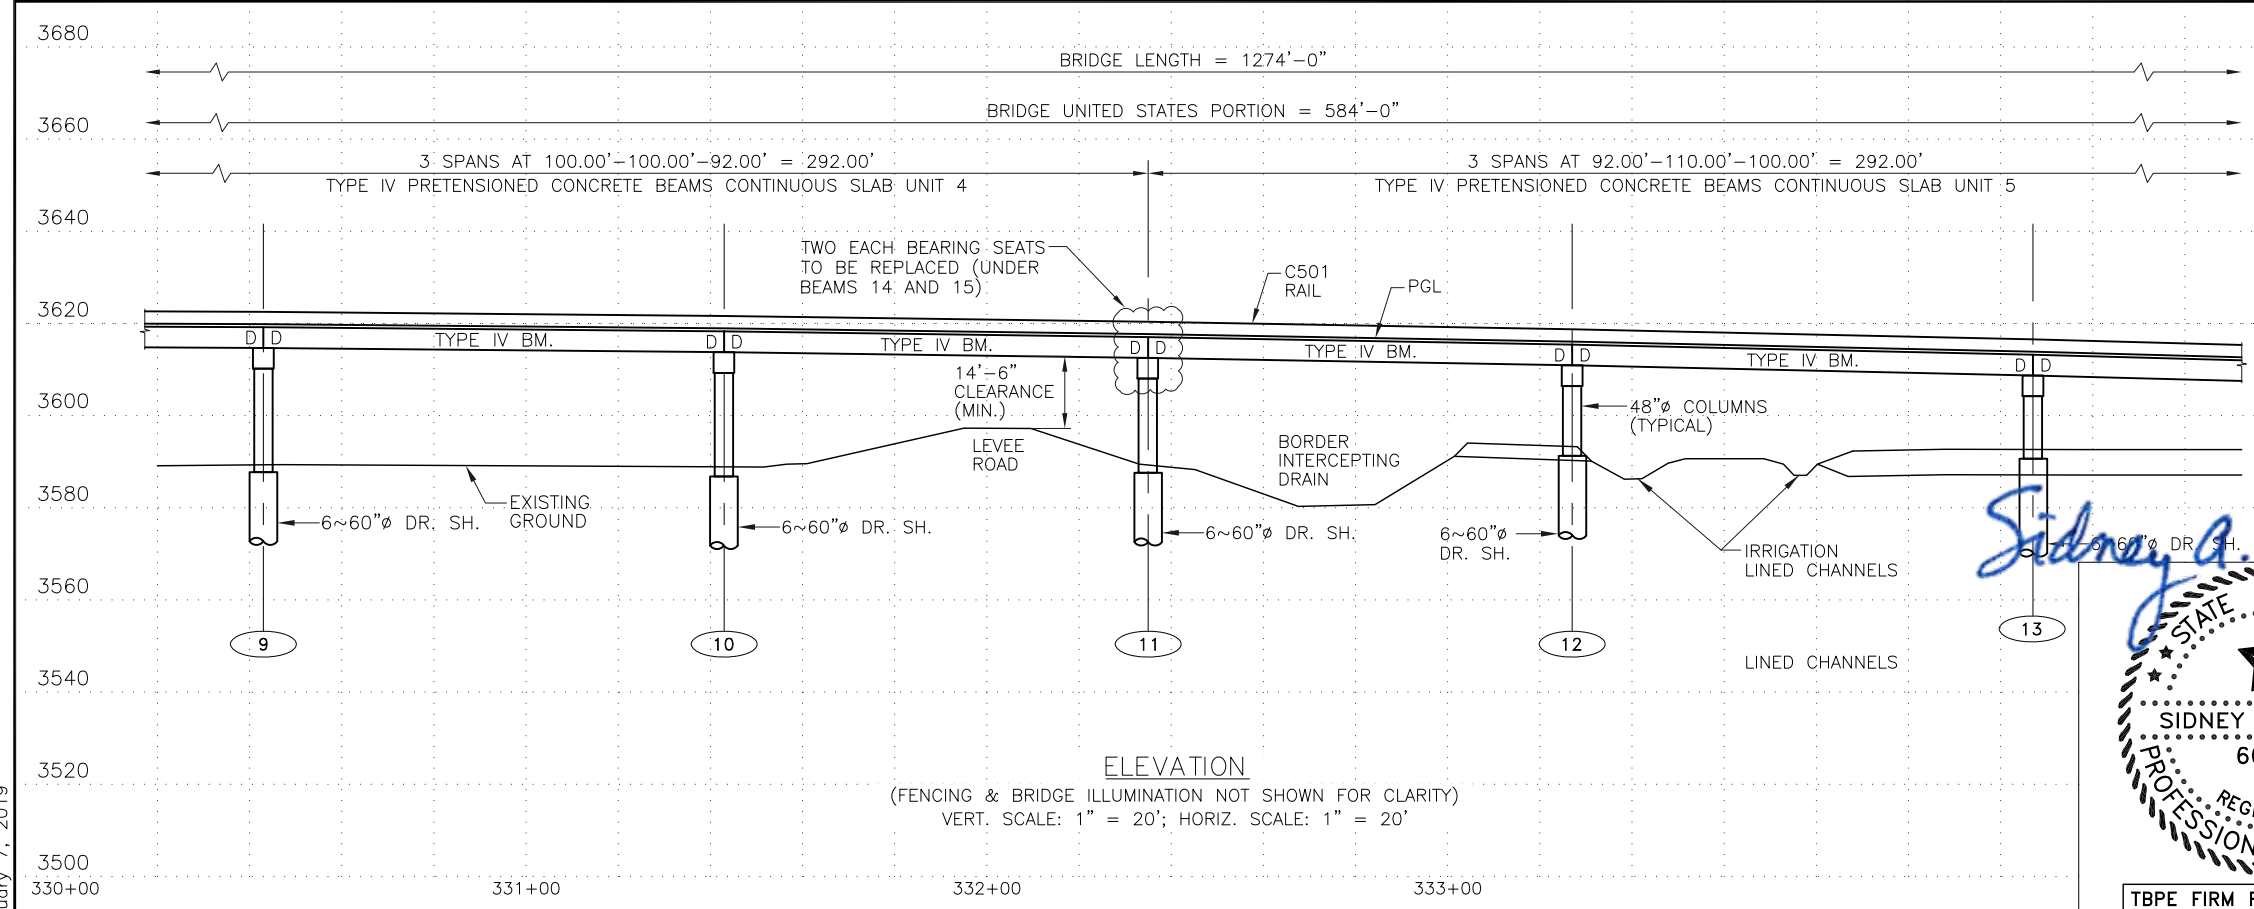 3680
BRIDGE LENGTH = 1274'-0"
BRIDGE UNITED STATES PORTION = 584'-0"
3660
3 SPANS AT 100.00'-100.00'-92.00' = 292.00'
TYPE IV PRETENSIONED CONCRETE BEAMS CONTINUOUS SLAB UNIT 4
3 SPANS AT 92.00'-110.00'-100.00' = 292.00'
TYPE IV PRETENSIONED CONCRETE BEAMS CONTINUOUS SLAB UNIT 5
3640
TWO EACH BEARING SEATS
TO BE REPLACED (UNDER
BEAMS 14 AND 15)
C501
RAIL
PGL
3620
D D
TYPE IV BM.
D D
TYPE IV BM.
D D
TYPE IV BM.
D D
TYPE IV BM.
D D
14'-6"
CLEARANCE
(MIN.)
3600
48"ø COLUMNS
(TYPICAL)
LEVEE
ROAD
BORDER
INTERCEPTING
DRAIN
3580
EXISTING
GROUND
6~60"ø DR. SH.
6~60"ø DR. SH.
6~60"ø DR. SH.
6~60"ø
DR. SH.
60"ø DR. SH.
Sidney A.
IRRIGATION
LINED CHANNELS
3560
9
10
11
12
13
LINED CHANNELS
3540
STATE
SIDNEY
PROFESSION
3520
ELEVATION
(FENCING & BRIDGE ILLUMINATION NOT SHOWN FOR CLARITY)
VERT. SCALE: 1" = 20'; HORIZ. SCALE: 1" = 20'
3500
330+00
331+00
332+00
333+00
7, 2019
TBPE FIRM